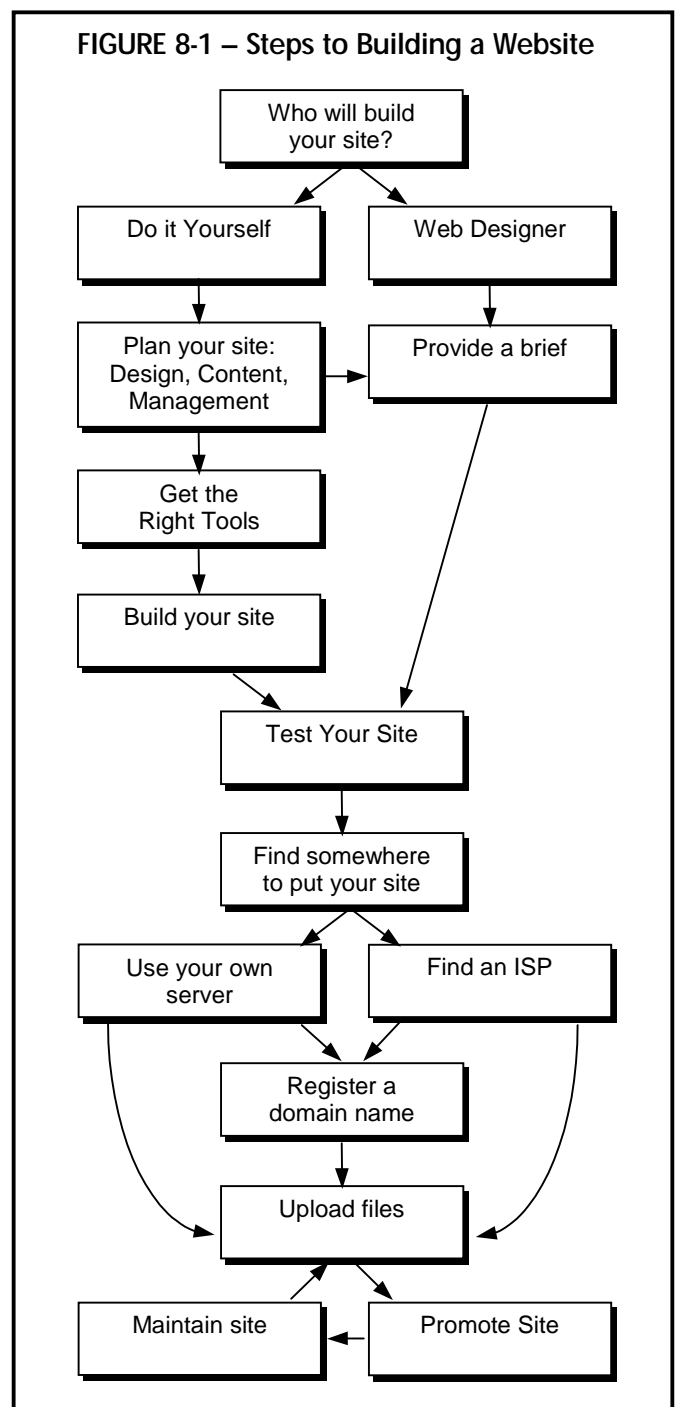 FIGURE 8-1 – Steps to Building a Website
Who will build
your site?
Do it Yourself
Web Designer
Plan your site:
Design, Content,
Management
Provide a brief
Get the
Right Tools
Build your site
Test Your Site
Find somewhere
to put your site
Use your own
server
Find an ISP
Register a
domain name
Upload files
Maintain site
Promote Site